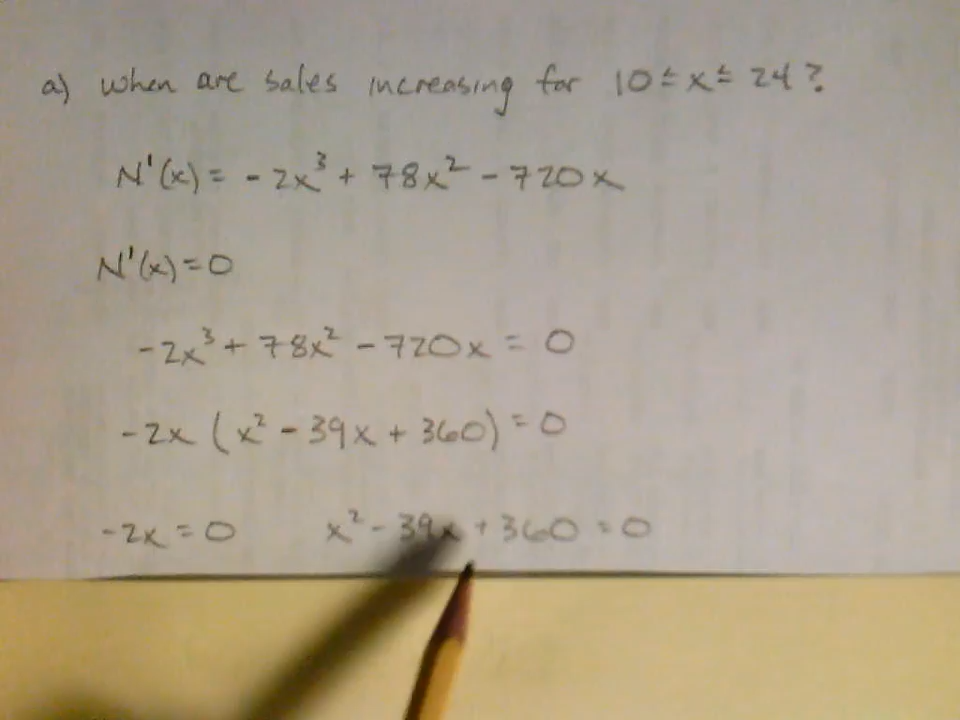 a) when are sales increasing for 10 ≤ x ≤ 24?
N'(x) = -2x³ + 78x² - 720x
N'(x) = 0
-2x³ + 78x² - 720x = 0
-2x (x² - 39x + 360) = 0
-2x = 0 x² - 39x + 360 = 0